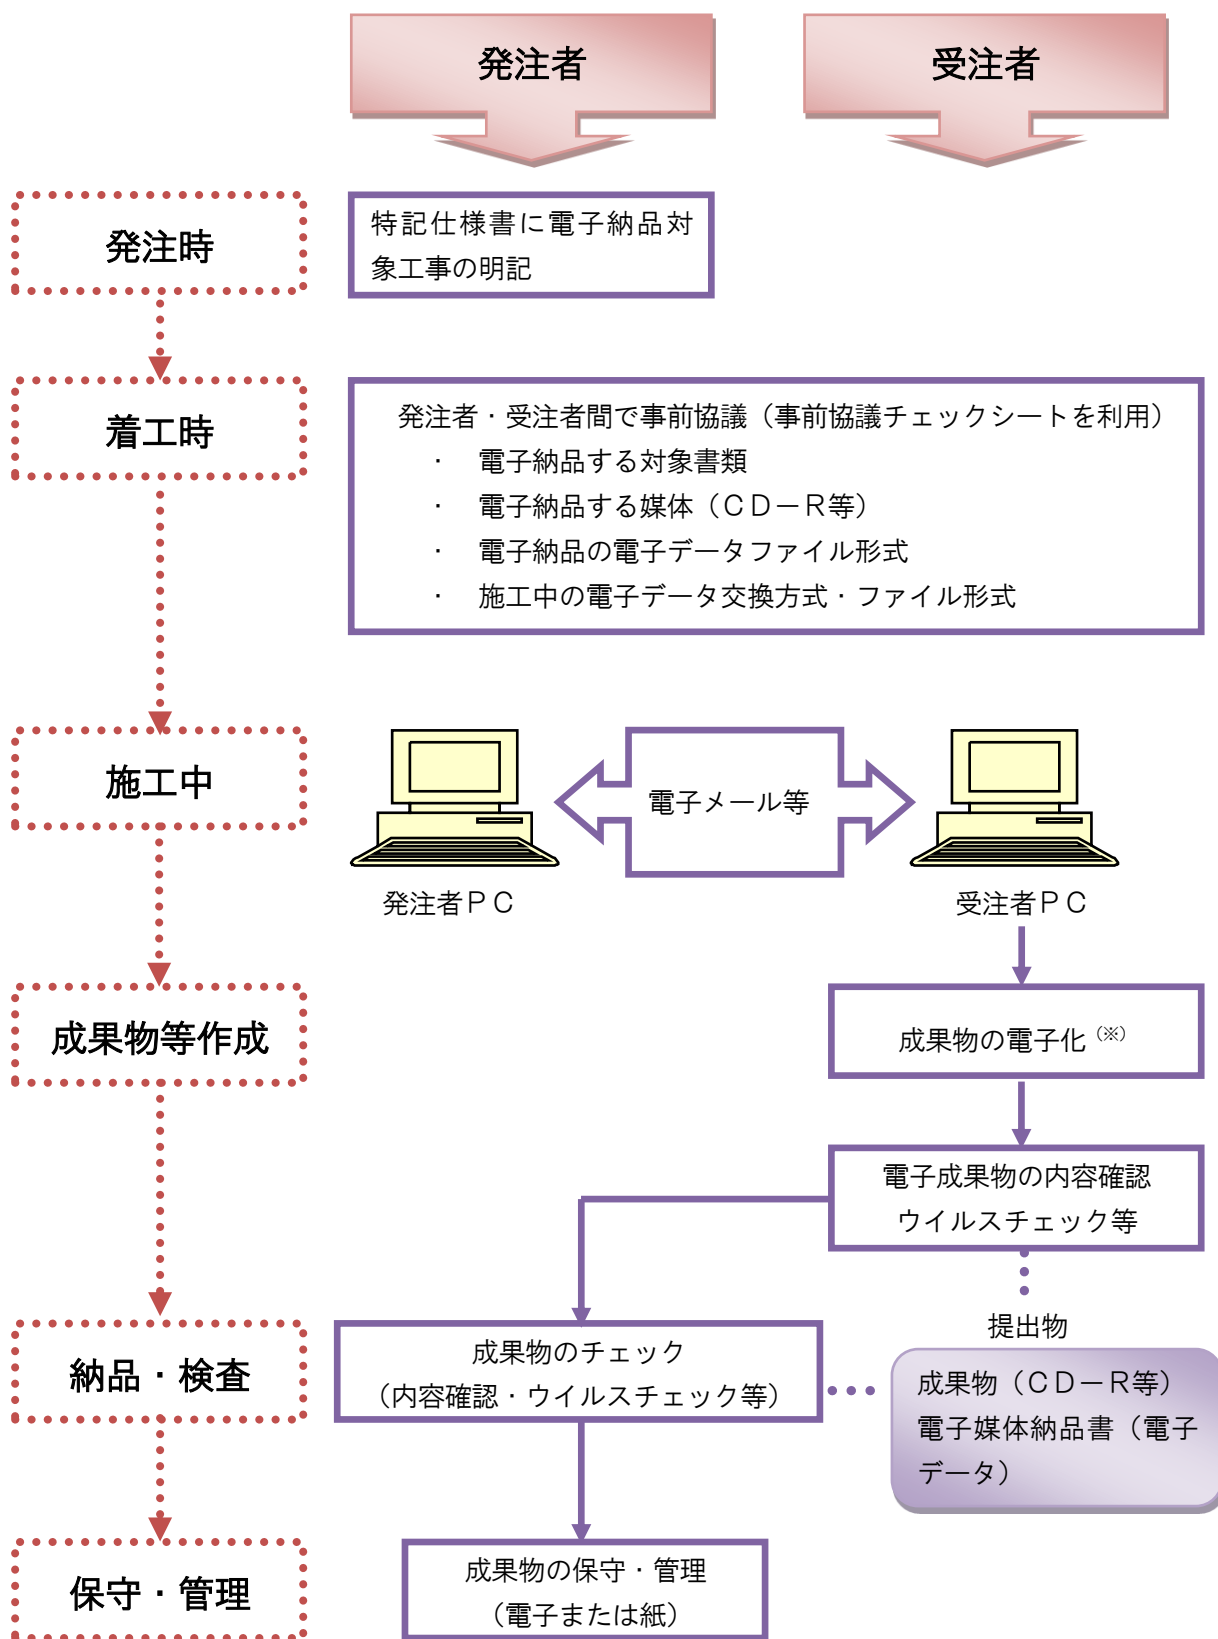 発注者
受注者
発注時
特記仕様書に電子納品対
象工事の明記
着工時
発注者・受注者間で事前協議（事前協議チェックシートを利用）
・ 電子納品する対象書類
・ 電子納品する媒体（ＣＤ－Ｒ等）
・ 電子納品の電子データファイル形式
・ 施工中の電子データ交換方式・ファイル形式
施工中
電子メール等
発注者ＰＣ
受注者ＰＣ
成果物等作成
成果物の電子化（※）
電子成果物の内容確認
ウイルスチェック等
提出物
納品・検査
成果物のチェック
（内容確認・ウイルスチェック等）
成果物（ＣＤ－Ｒ等）
電子媒体納品書（電子
データ）
保守・管理
成果物の保守・管理
（電子または紙）